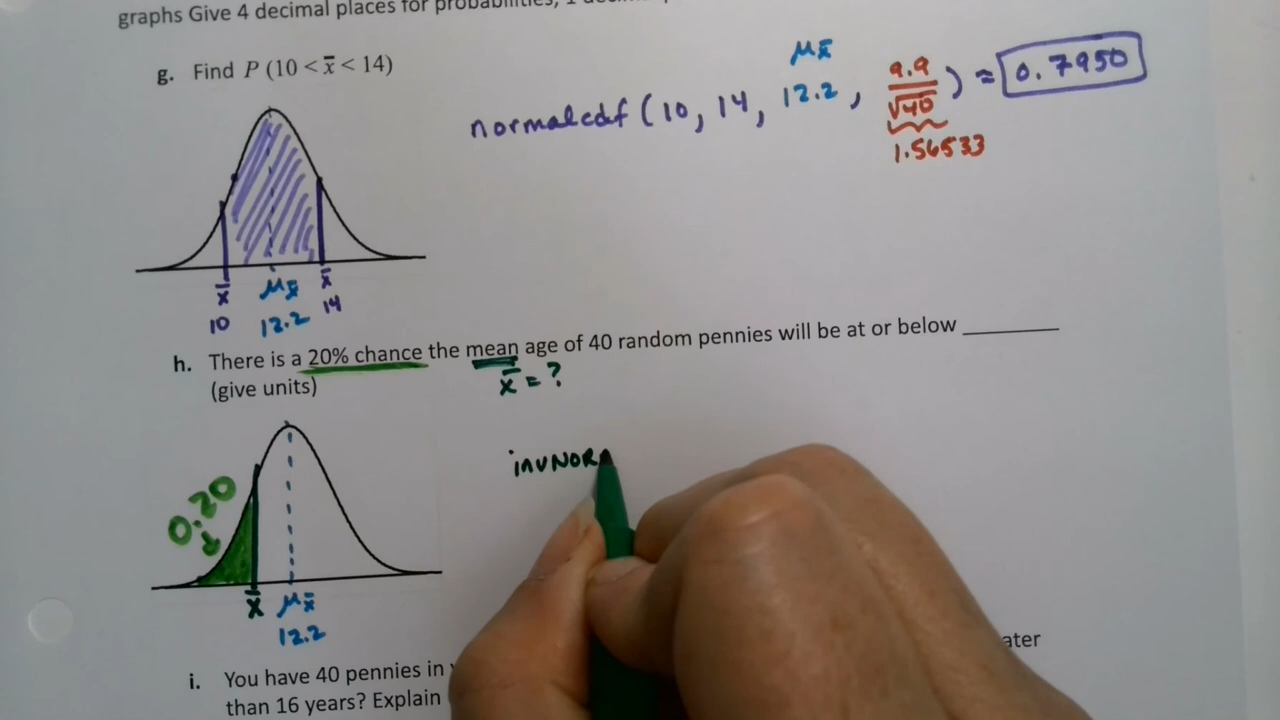 graphs Give 4 decimal places for probabilities, 1
g. Find P (10 < x̄ < 14)
normalcdf (10, 14, 12.2, 9.9/√40) ≈ 0.7950
μx̄
1.56533
x̄ μx̄ x̄
10 12.2 14
h. There is a 20% chance the mean age of 40 random pennies will be at or below ________
(give units)
x̄ = ?
invNOR
0.20
x̄ μx̄
12.2
i. You have 40 pennies in
ater
than 16 years? Explain